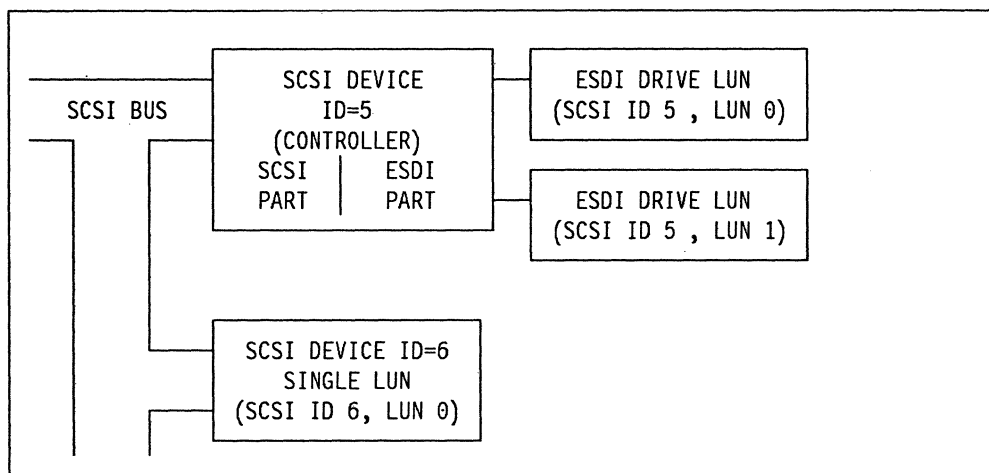 SCSI BUS
SCSI DEVICE
ID=5
(CONTROLLER)
SCSI ESDI
PART PART
ESDI DRIVE LUN
(SCSI ID 5 , LUN 0)
ESDI DRIVE LUN
(SCSI ID 5 , LUN 1)
SCSI DEVICE ID=6
SINGLE LUN
(SCSI ID 6, LUN 0)